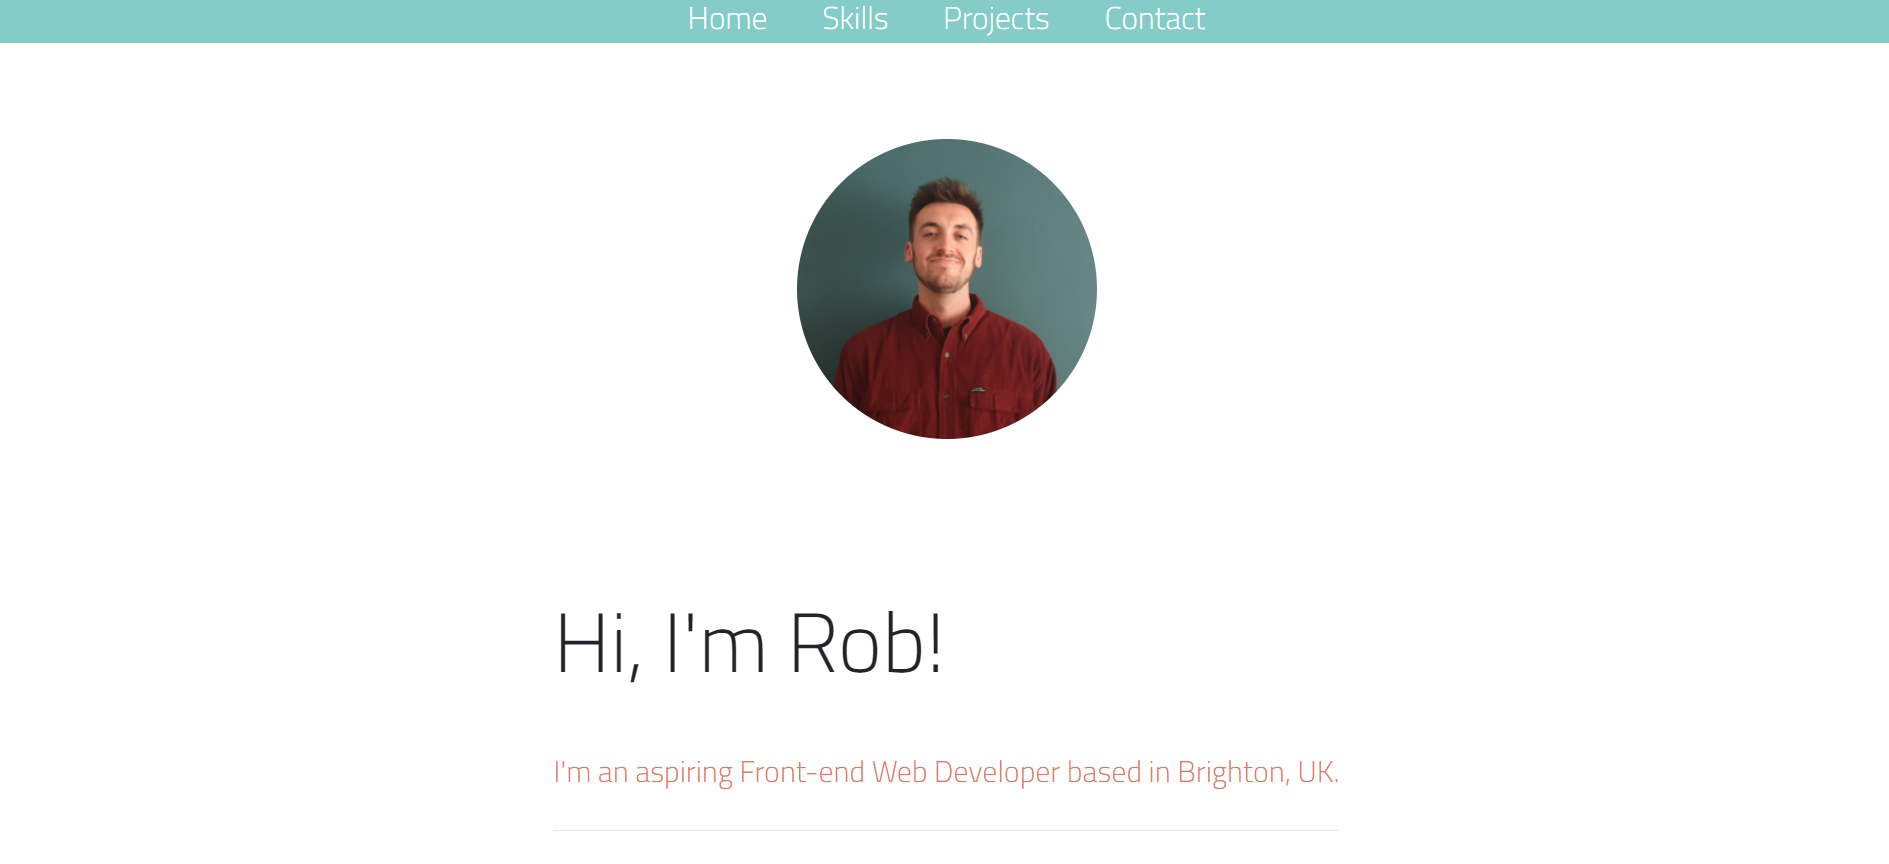 Home Skills Projects Contact
Hi, I'm Rob!
I'm an aspiring Front-end Web Developer based in Brighton, UK.